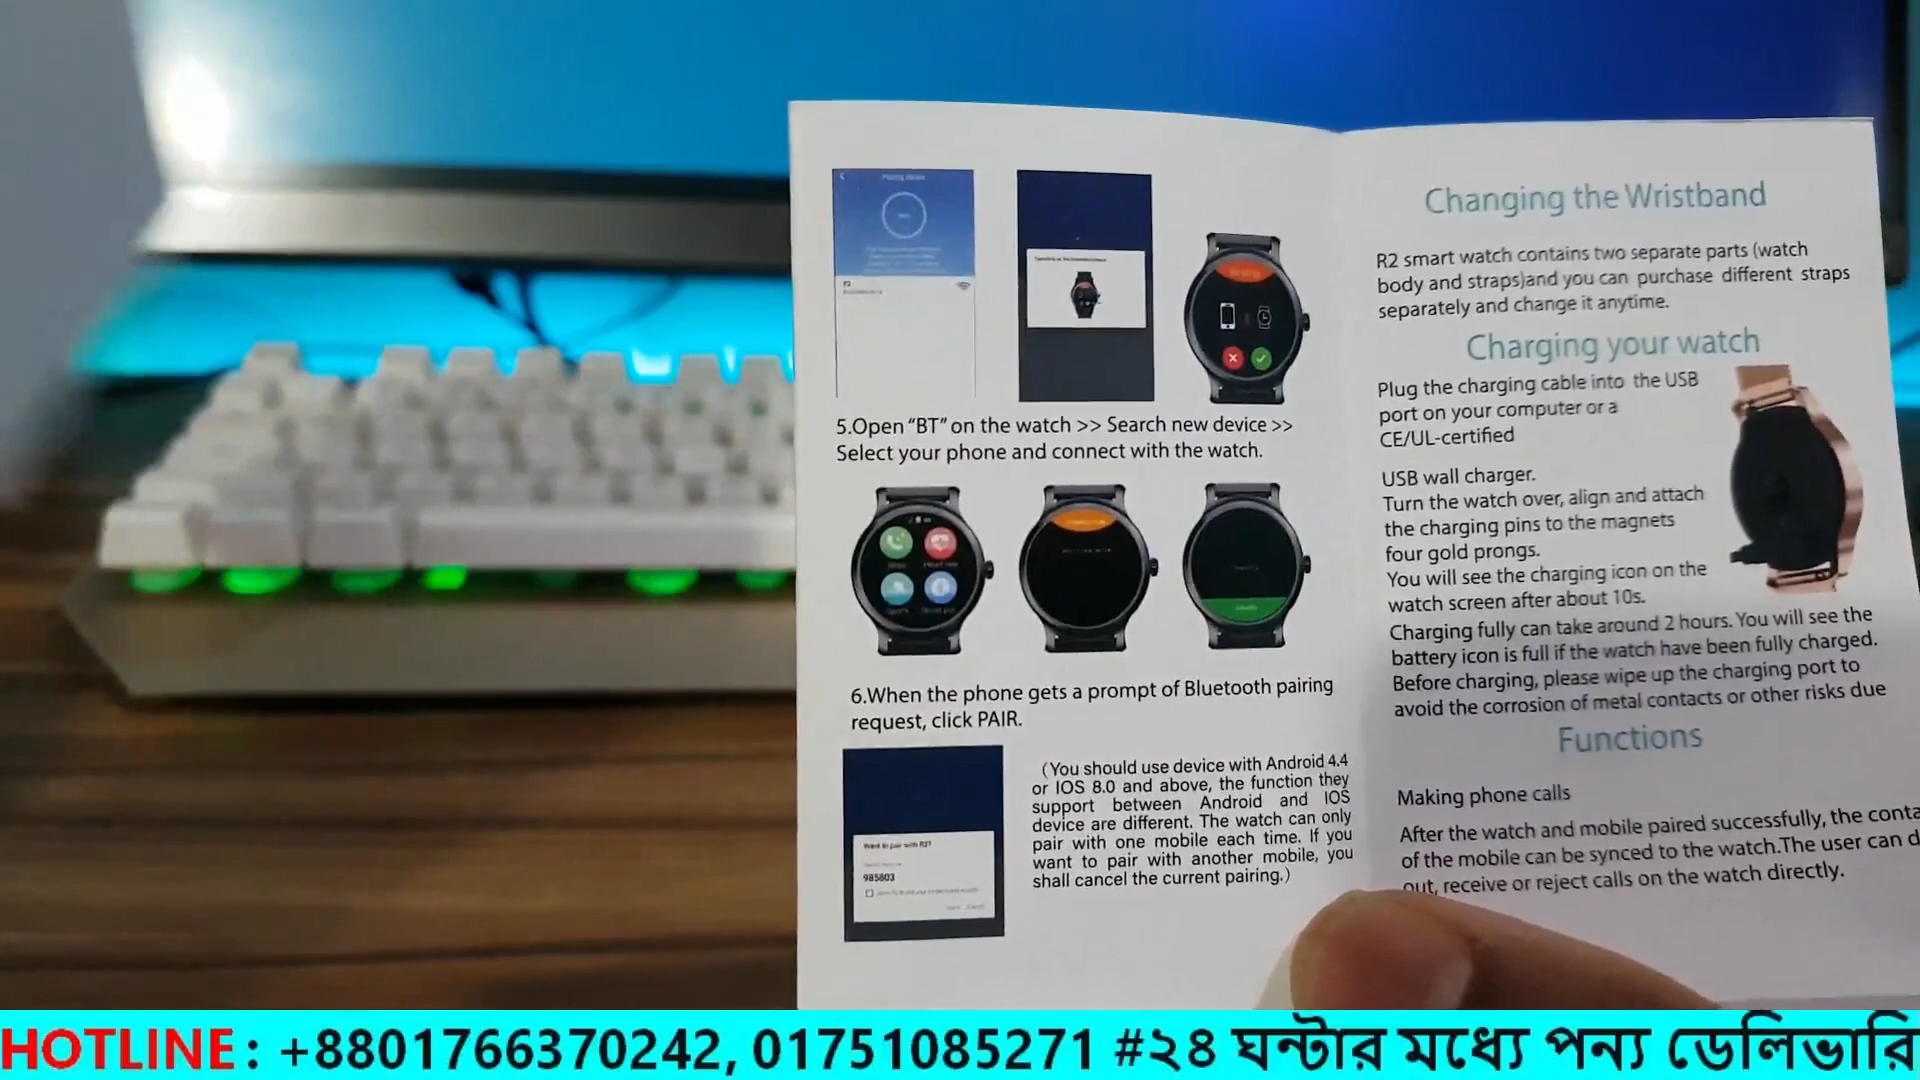 Pairing device
R2
5.Open "BT" on the watch >> Search new device >>
Select your phone and connect with the watch.
6.When the phone gets a prompt of Bluetooth pairing
request, click PAIR.
Want to pair with R2?
985803
(You should use device with Android 4.4
or IOS 8.0 and above, the function they
support between Android and IOS
device are different. The watch can only
pair with one mobile each time. If you
want to pair with another mobile, you
shall cancel the current pairing.)
Changing the Wristband
R2 smart watch contains two separate parts (watch
body and straps)and you can purchase different straps
separately and change it anytime.
Charging your watch
Plug the charging cable into the USB
port on your computer or a
CE/UL-certified
USB wall charger.
Turn the watch over, align and attach
the charging pins to the magnets
four gold prongs.
You will see the charging icon on the
watch screen after about 10s.
Charging fully can take around 2 hours. You will see the
battery icon is full if the watch have been fully charged.
Before charging, please wipe up the charging port to
avoid the corrosion of metal contacts or other risks due
Functions
Making phone calls
After the watch and mobile paired successfully, the conta
of the mobile can be synced to the watch.The user can d
out, receive or reject calls on the watch directly.
HOTLINE : +8801766370242, 01751085271 #২৪ ঘন্টার মধ্যে পন্য ডেলিভারি